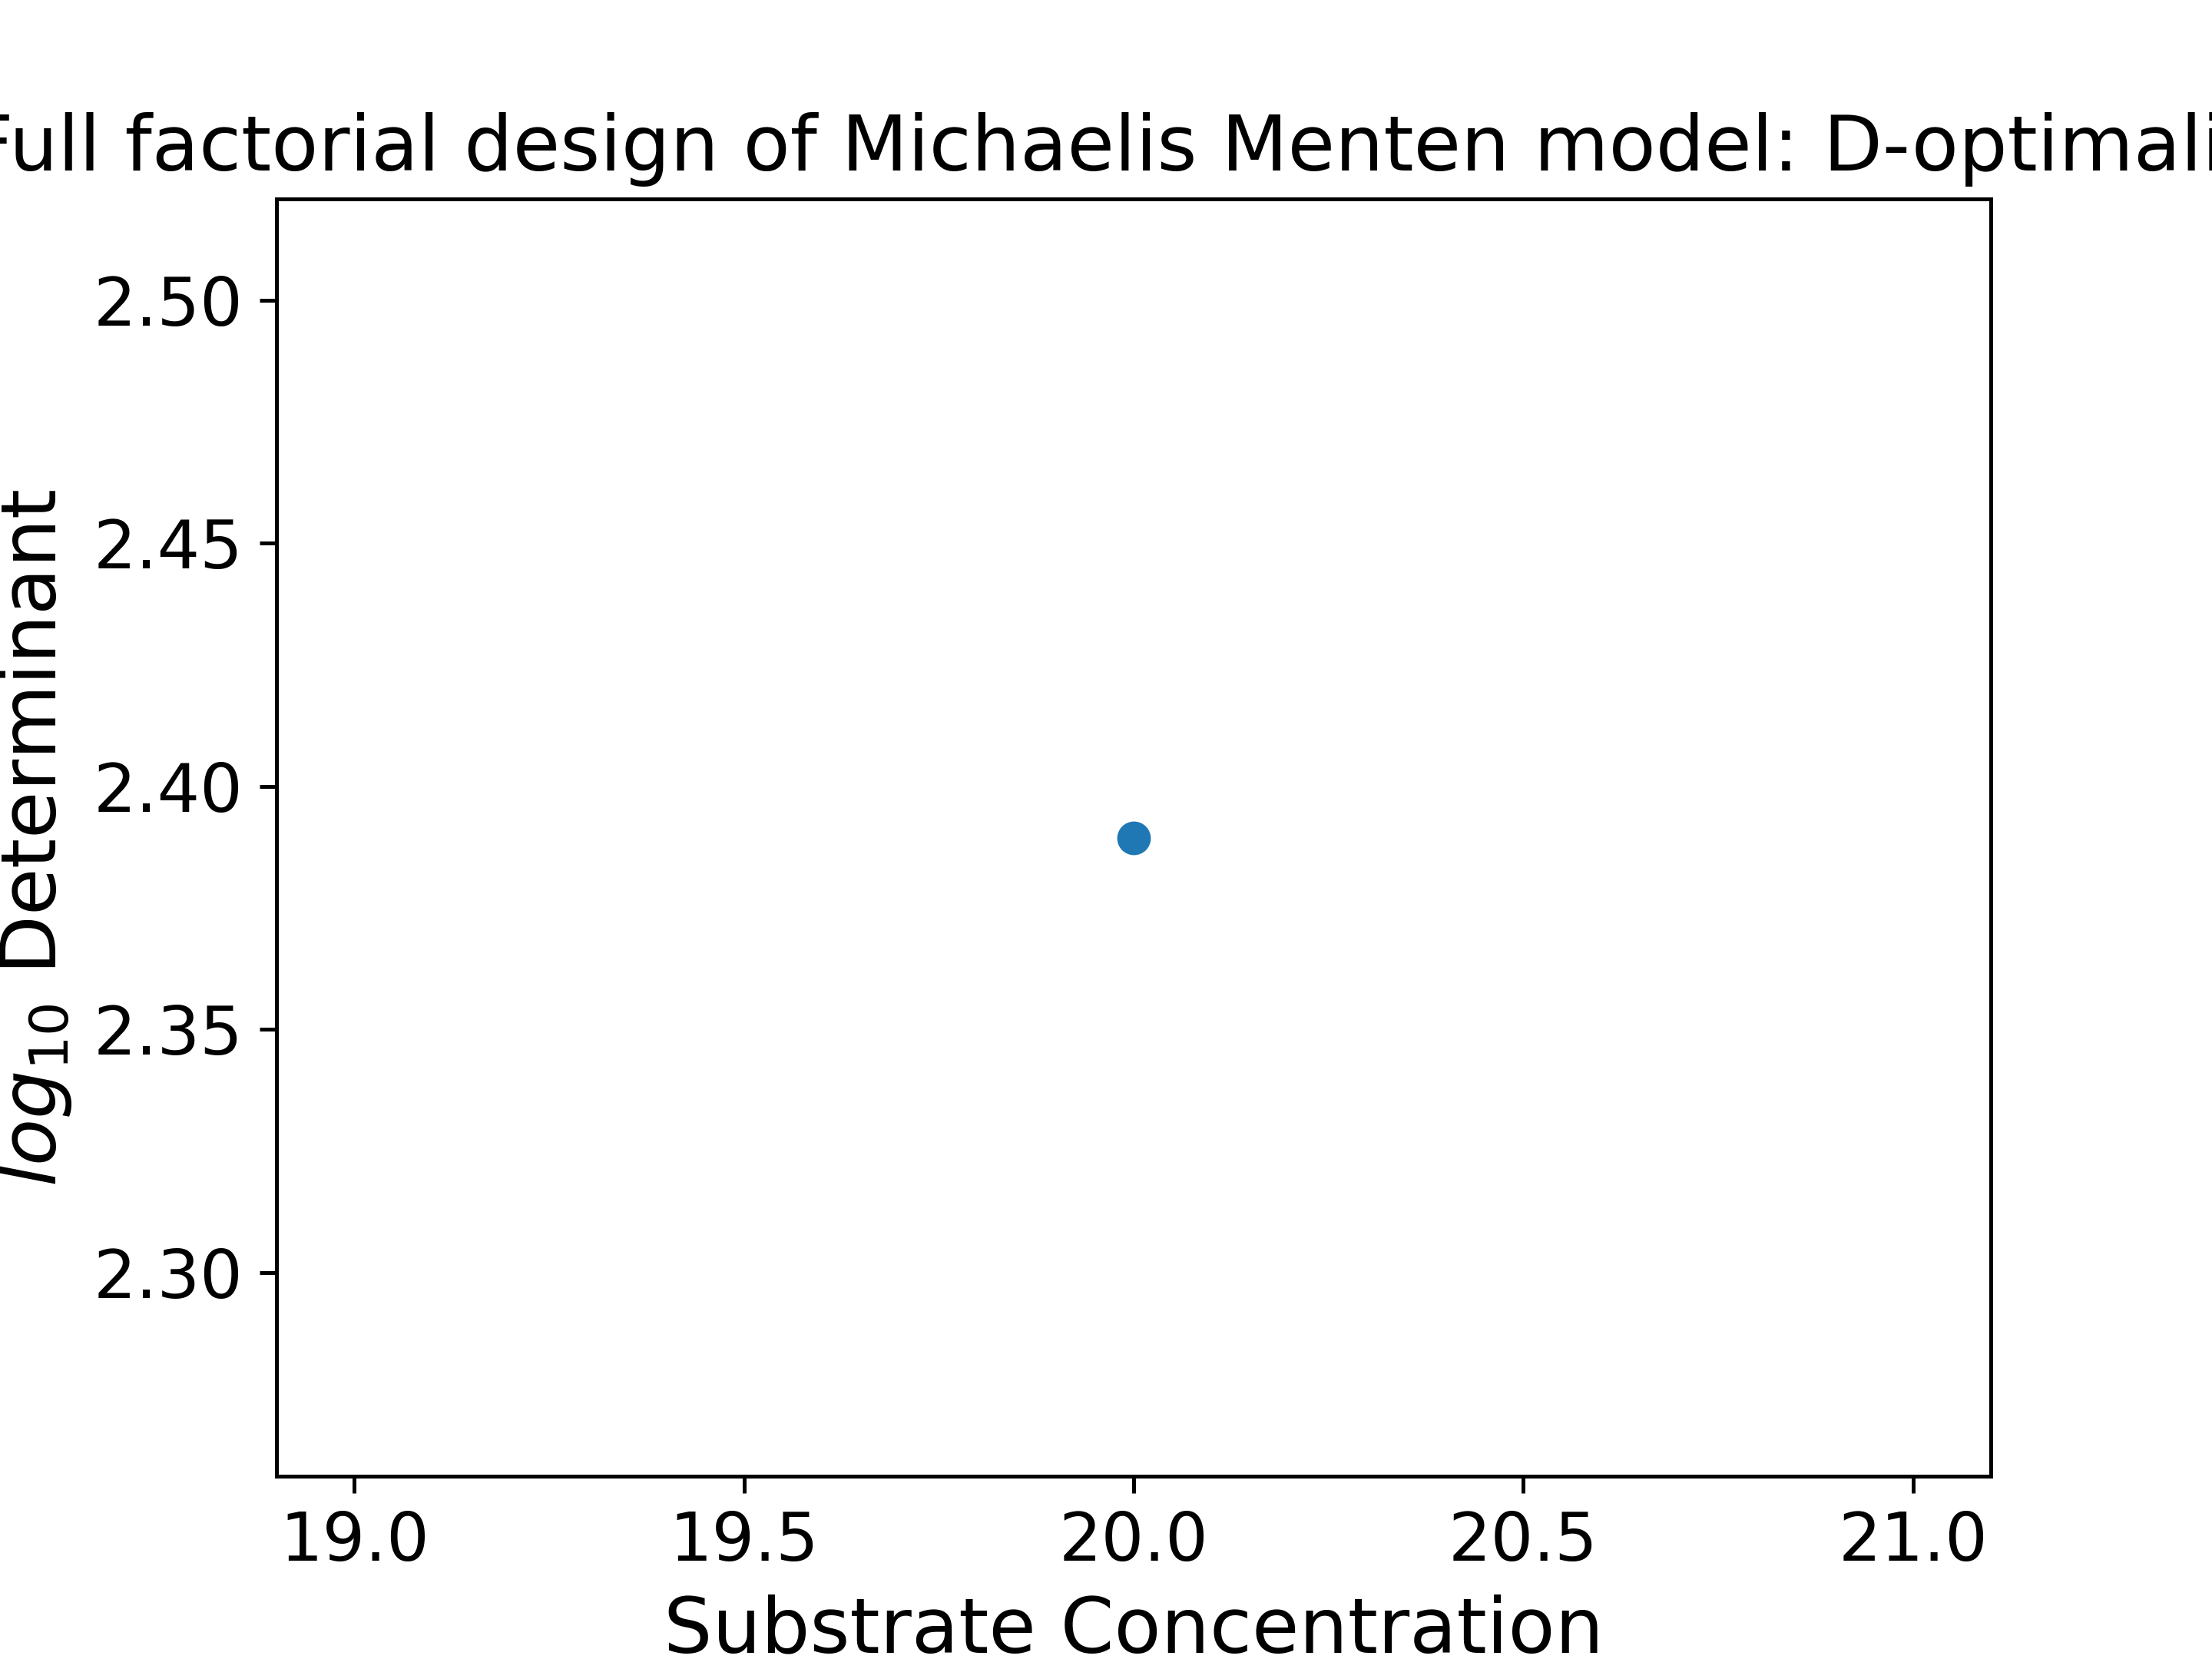 Full factorial design of Michaelis Menten model: D-optimali
2.50
2.45
2.40
2.35
2.30
log₁₀ Determinant
19.0 19.5 20.0 20.5 21.0
Substrate Concentration